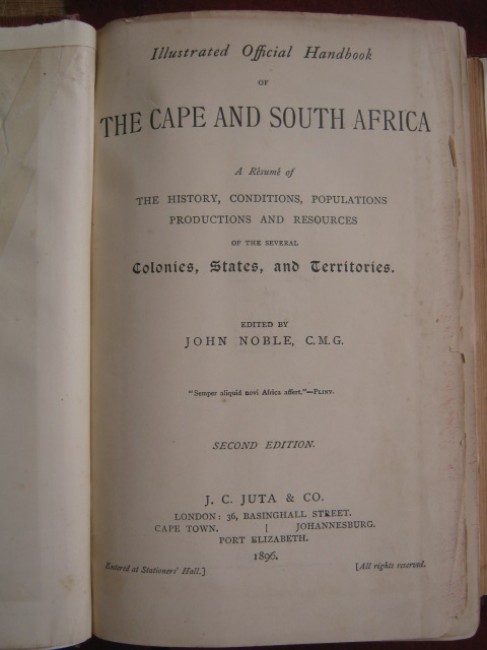 Illustrated Official Handbook
OF
THE CAPE AND SOUTH AFRICA
A Résumé of
THE HISTORY, CONDITIONS, POPULATIONS
PRODUCTIONS AND RESOURCES
OF THE SEVERAL
Colonies, States, and Territories.
EDITED BY
JOHN NOBLE, C.M.G.
"Semper aliquid novi Africa affert."—PLINY.
SECOND EDITION.
J. C. JUTA & CO.
LONDON: 36, BASINGHALL STREET.
CAPE TOWN. | JOHANNESBURG.
PORT ELIZABETH.
1896.
Entered at Stationers' Hall.] [All rights reserved.